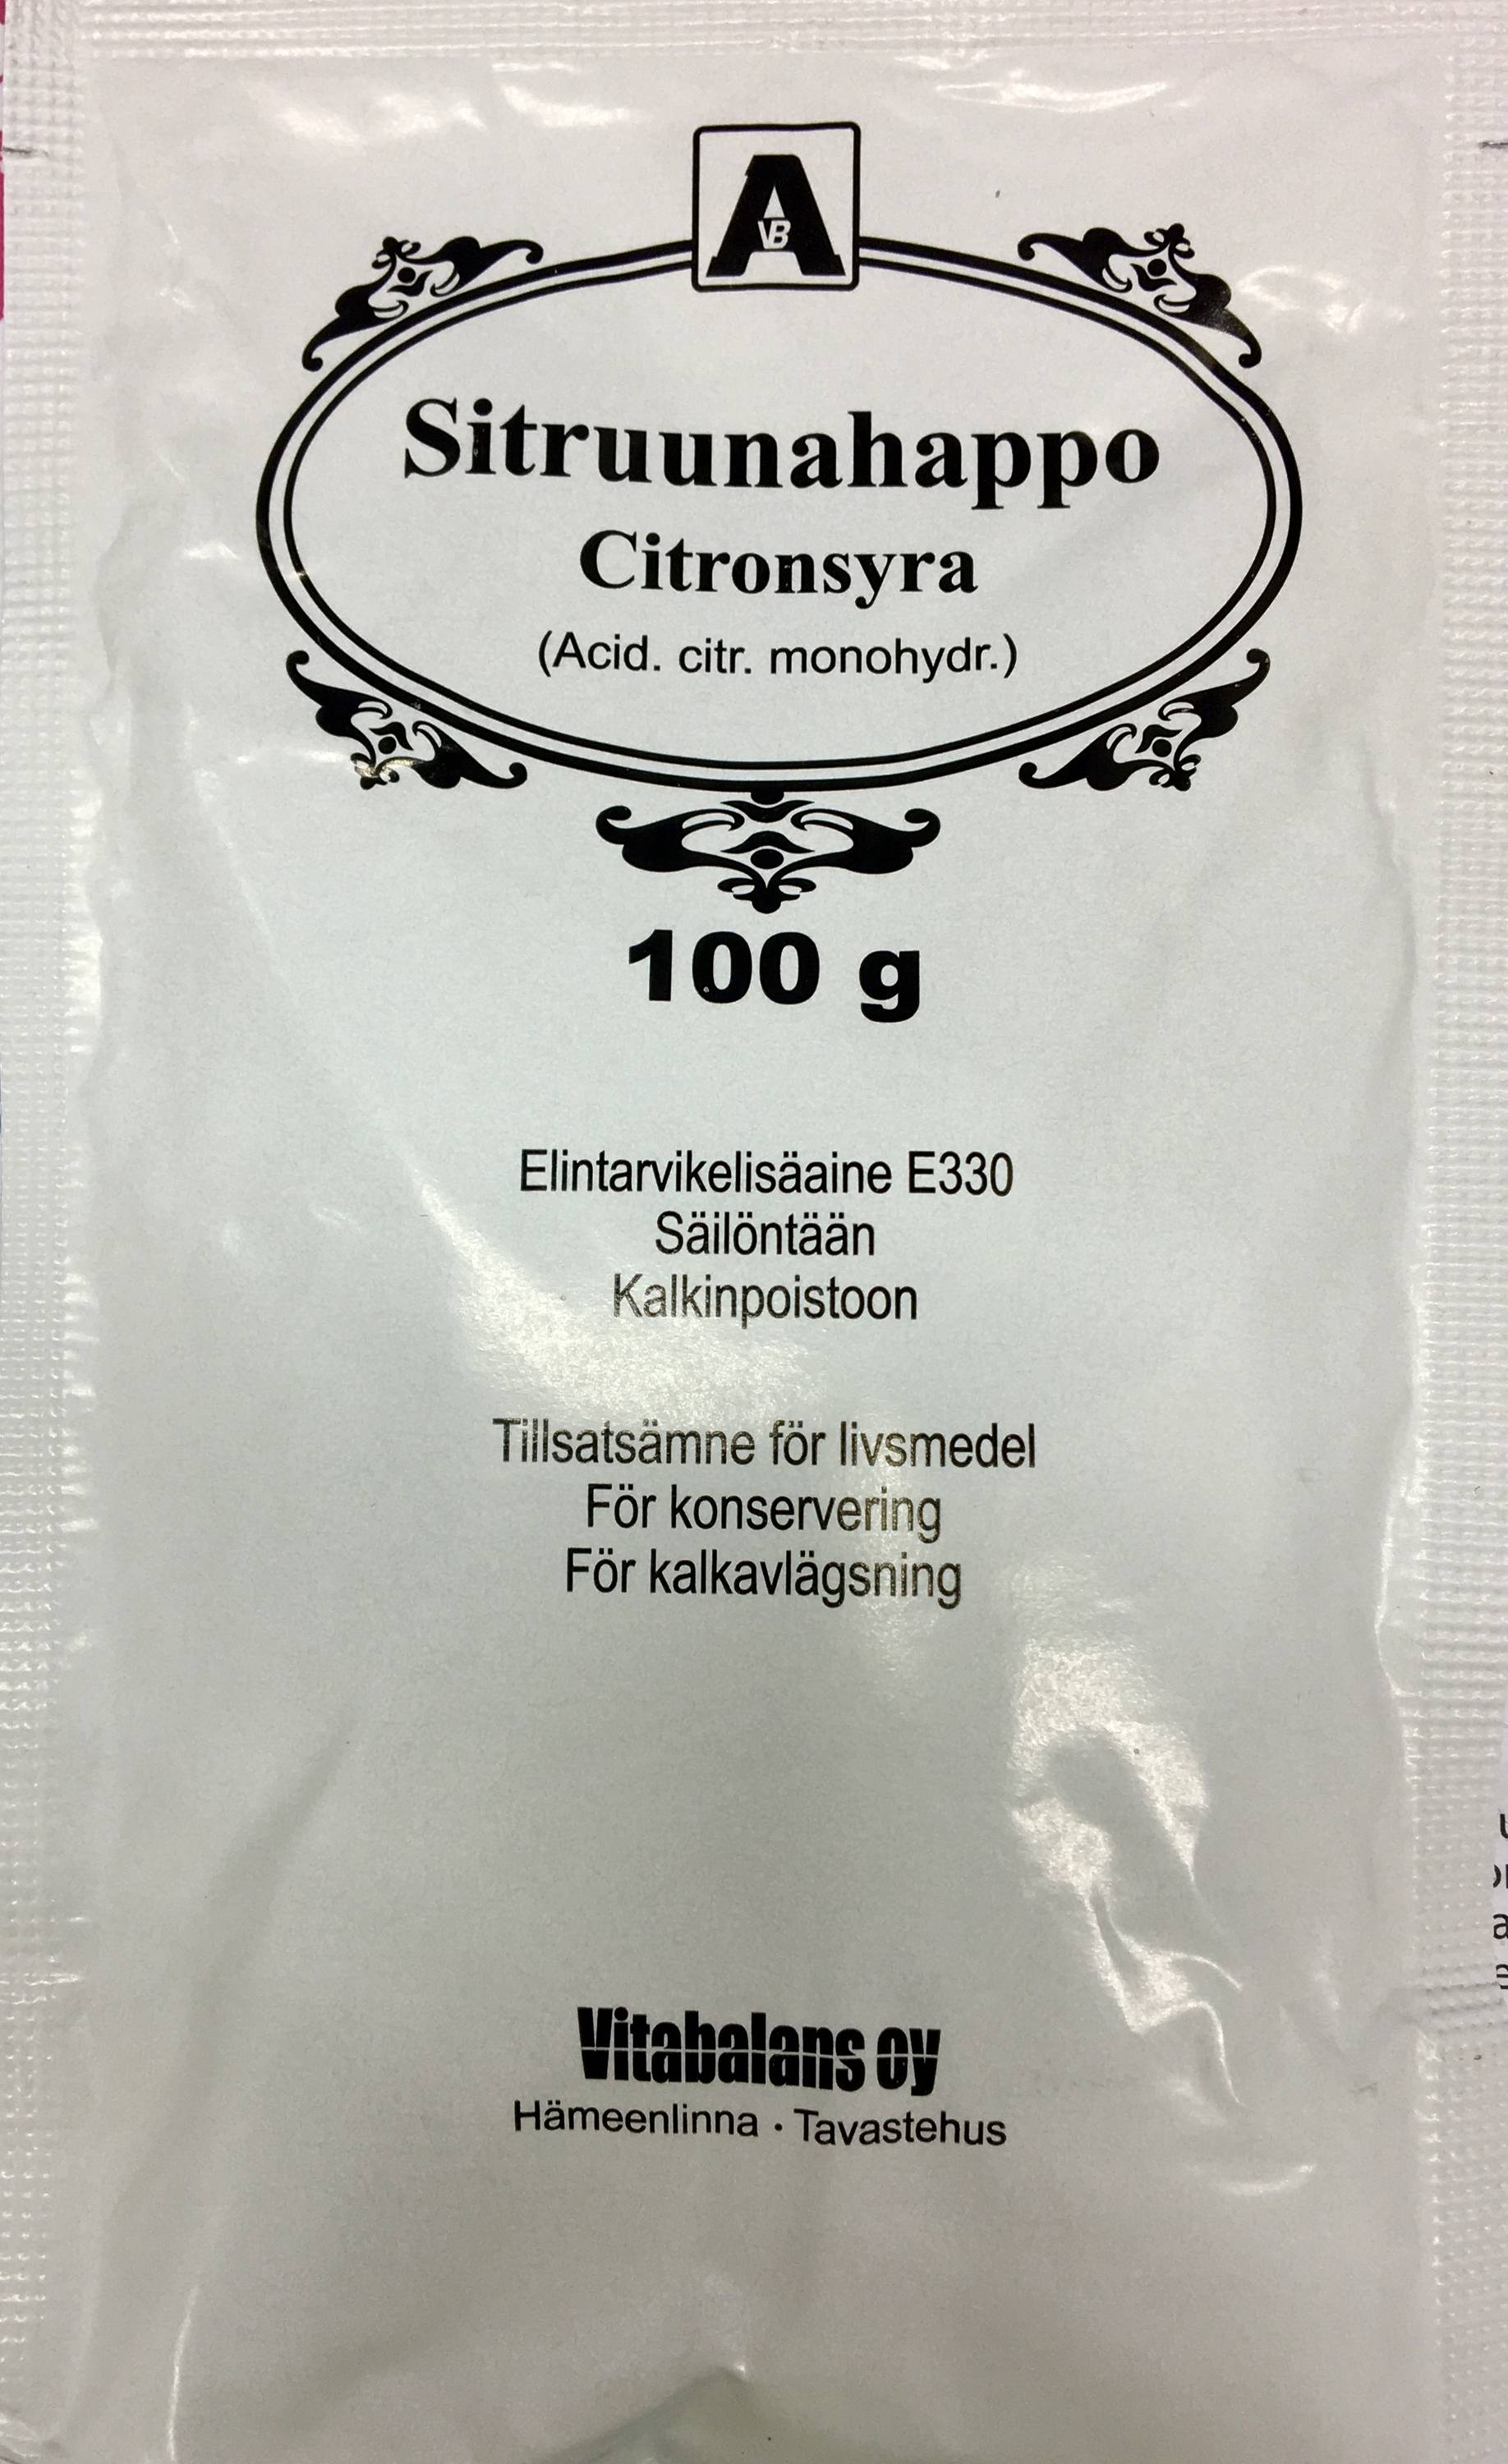 A
VB
Sitruunahappo
Citronsyra
(Acid. citr. monohydr.)
100 g
Elintarvikelisäaine E330
Säilöntään
Kalkinpoistoon
Tillsatsämne för livsmedel
För konservering
För kalkavlägsning
Vitabalans oy
Hämeenlinna · Tavastehus